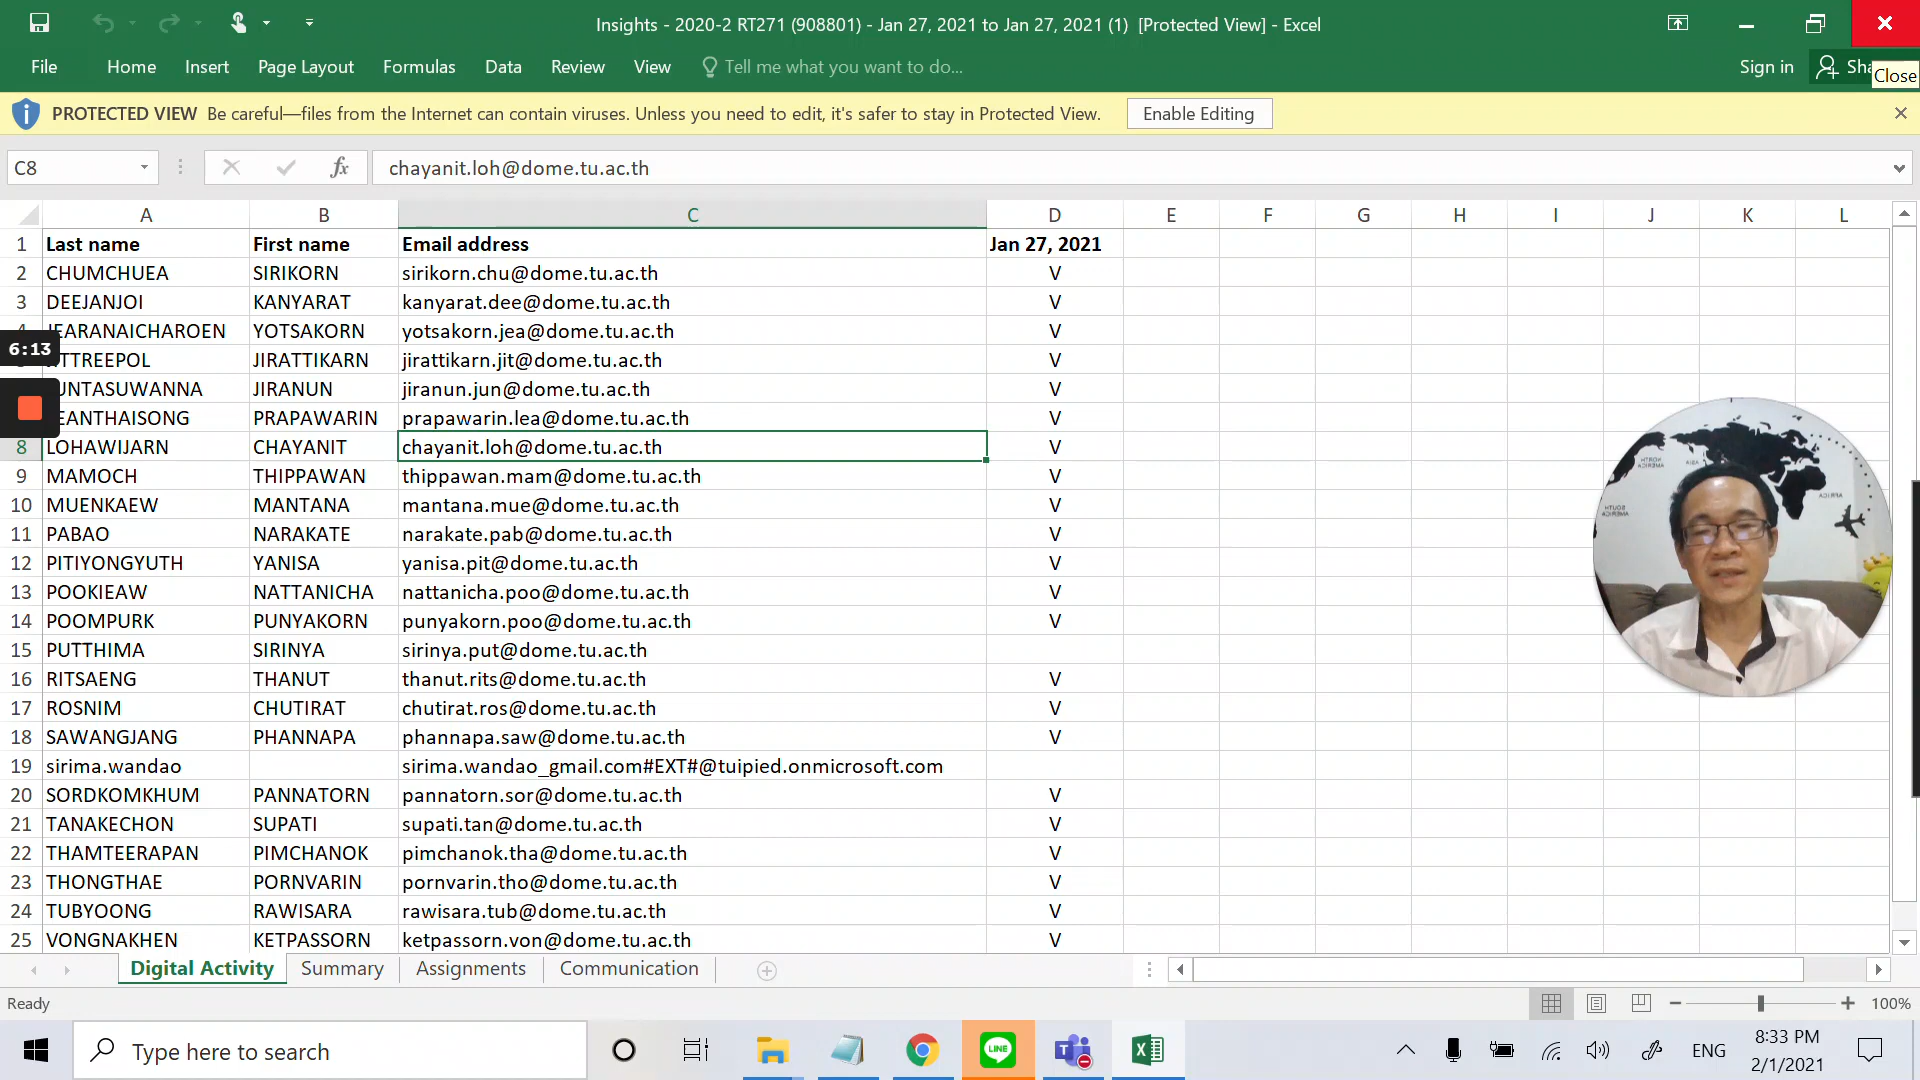 Insights - 2020-2 RT271 (908801) - Jan 27, 2021 to Jan 27, 2021 (1) [Protected View] - Excel
File Home Insert Page Layout Formulas Data Review View Tell me what you want to do... Sign in
Close
PROTECTED VIEW Be careful—files from the Internet can contain viruses. Unless you need to edit, it's safer to stay in Protected View. Enable Editing
C8 fx chayanit.loh@dome.tu.ac.th
A B C D E F G H I J K L
1 Last name First name Email address Jan 27, 2021
2 CHUMCHUEA SIRIKORN sirikorn.chu@dome.tu.ac.th V
3 DEEJANJOI KANYARAT kanyarat.dee@dome.tu.ac.th V
JEARANAICHAROEN YOTSAKORN yotsakorn.jea@dome.tu.ac.th V
6:13
JIRATTIKARN jirattikarn.jit@dome.tu.ac.th V
JIRANUN jiranun.jun@dome.tu.ac.th V
PRAPAWARIN prapawarin.lea@dome.tu.ac.th V
8 LOHAWIJARN CHAYANIT chayanit.loh@dome.tu.ac.th V
9 MAMOCH THIPPAWAN thippawan.mam@dome.tu.ac.th V
10 MUENKAEW MANTANA mantana.mue@dome.tu.ac.th V
11 PABAO NARAKATE narakate.pab@dome.tu.ac.th V
12 PITIYONGYUTH YANISA yanisa.pit@dome.tu.ac.th V
13 POOKIEAW NATTANICHA nattanicha.poo@dome.tu.ac.th V
14 POOMPURK PUNYAKORN punyakorn.poo@dome.tu.ac.th V
15 PUTTHIMA SIRINYA sirinya.put@dome.tu.ac.th
16 RITSAENG THANUT thanut.rits@dome.tu.ac.th V
17 ROSNIM CHUTIRAT chutirat.ros@dome.tu.ac.th V
18 SAWANGJANG PHANNAPA phannapa.saw@dome.tu.ac.th V
19 sirima.wandao sirima.wandao_gmail.com#EXT#@tuipied.onmicrosoft.com
20 SORDKOMKHUM PANNATORN pannatorn.sor@dome.tu.ac.th V
21 TANAKECHON SUPATI supati.tan@dome.tu.ac.th V
22 THAMTEERAPAN PIMCHANOK pimchanok.tha@dome.tu.ac.th V
23 THONGTHAE PORNVARIN pornvarin.tho@dome.tu.ac.th V
24 TUBYOONG RAWISARA rawisara.tub@dome.tu.ac.th V
25 VONGNAKHEN KETPASSORN ketpassorn.von@dome.tu.ac.th V
Digital Activity Summary Assignments Communication
Ready 100%
Type here to search LINE ENG 8:33 PM
2/1/2021